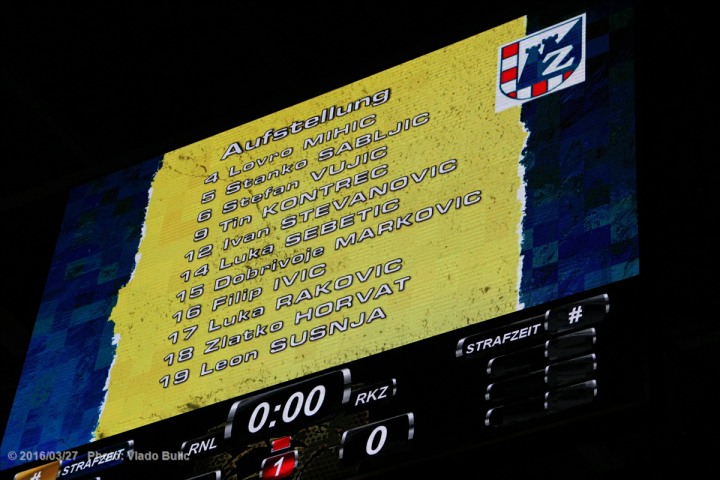 Z
Aufstellung
4 Lovro MIHIC
5 Stanko SABLJIC
6 Stefan VUJIC
9 Tin KONTREC
12 Ivan STEVANOVIC
14 Luka SEBETIC
15 Dobrivoje MARKOVIC
16 Filip IVIC
17 Luka RAKOVIC
18 Zlatko HORVAT
19 Leon SUSNJA
STRAFZEIT #
0:00
RNL RKZ
1 0
# STRAFZEIT
© 2016/03/27 Photo: Vlado Bulic